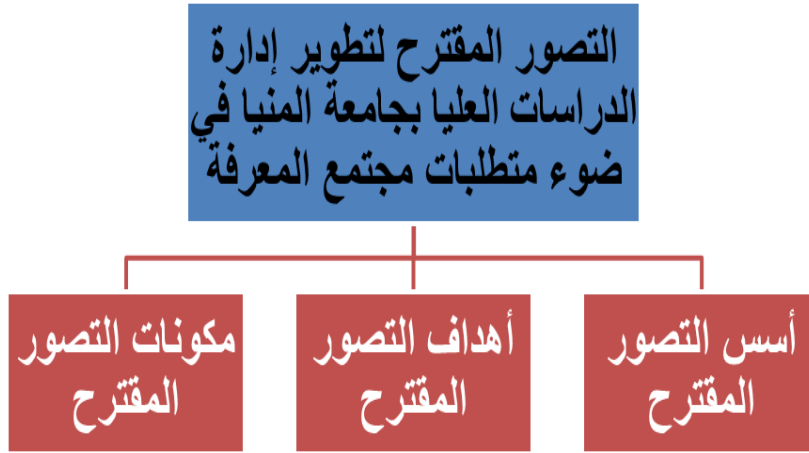 التصور المقترح لتطوير إدارة
الدراسات العليا بجامعة المنيا في
ضوء متطلبات مجتمع المعرفة
أسس التصور
المقترح
أهداف التصور
المقترح
مكونات التصور
المقترح